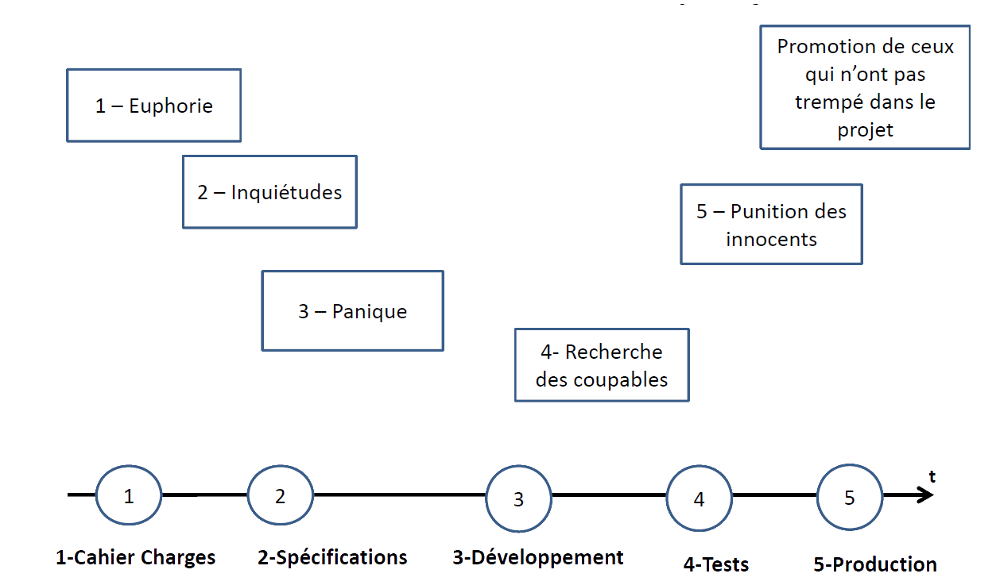 Promotion de ceux
qui n’ont pas
trempé dans le
projet
1 – Euphorie
2 – Inquiétudes
5 – Punition des
innocents
3 – Panique
4- Recherche
des coupables
t
1
2
3
4
5
1-Cahier Charges
2-Spécifications
3-Développement
4-Tests
5-Production